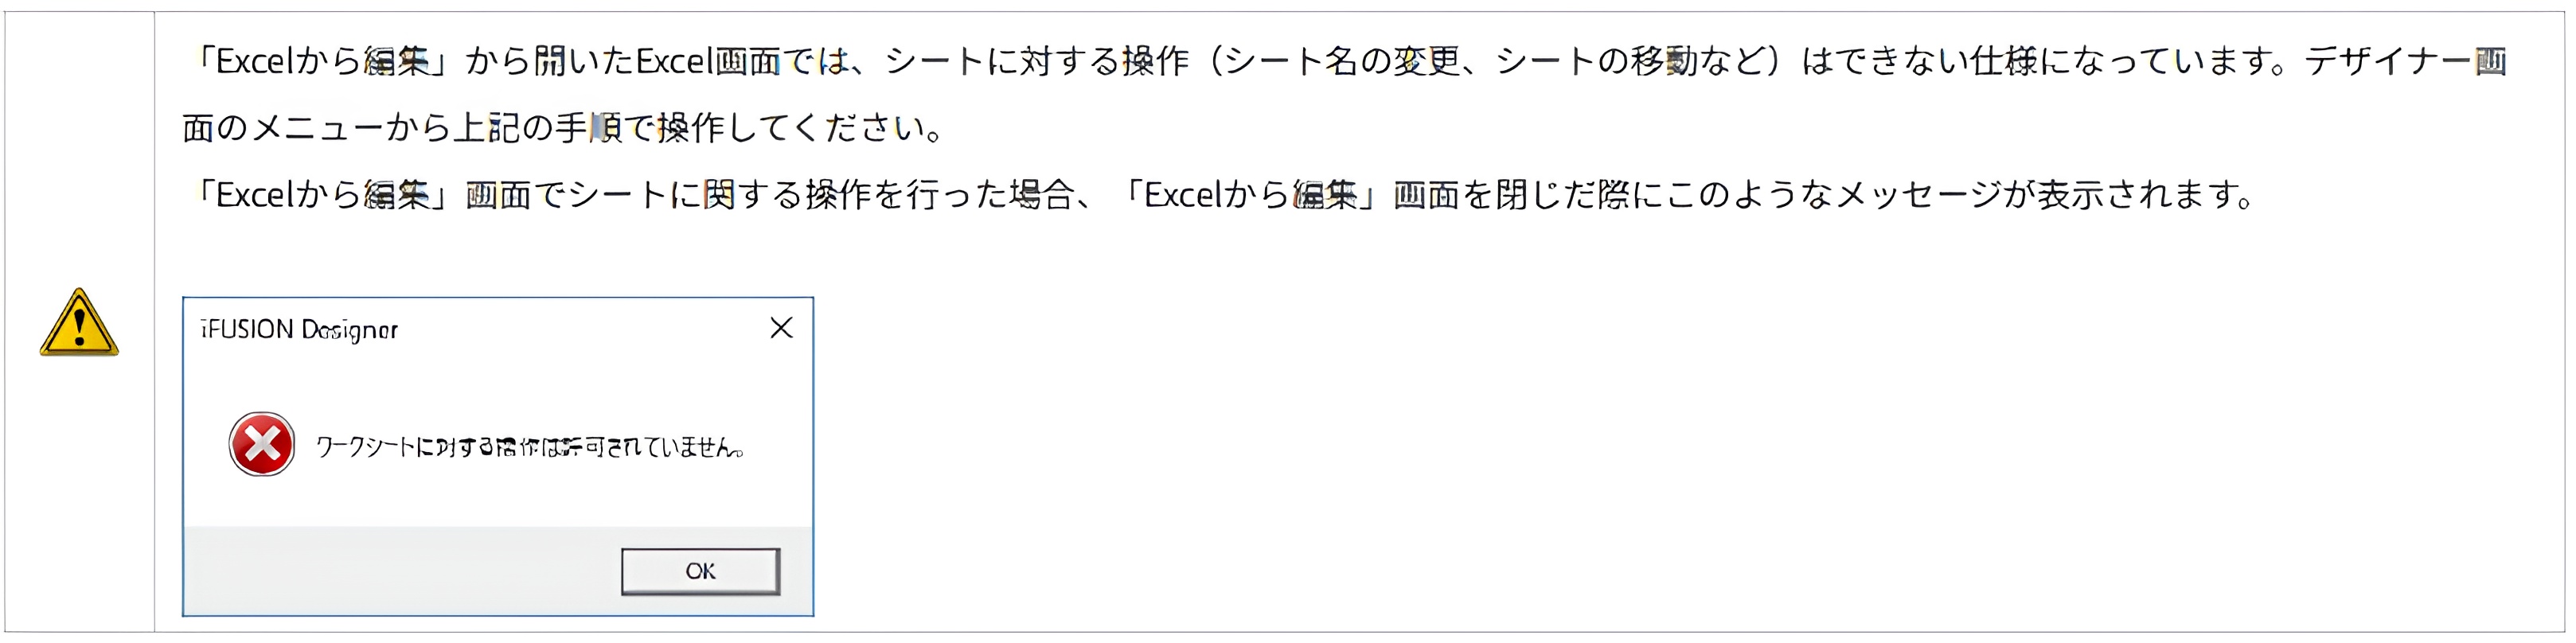 「Excelから編集」から開いたExcel画面では、シートに対する操作（シート名の変更、シートの移動など）はできない仕様になっています。デザイナー画
面のメニューから上記の手順で操作してください。
「Excelから編集」画面でシートに関する操作を行った場合、「Excelから編集」画面を閉じだ際にこのようなメッセージが表示されます。
iFUSION Designer
ワークシートに対する操作は許可されていません。
OK